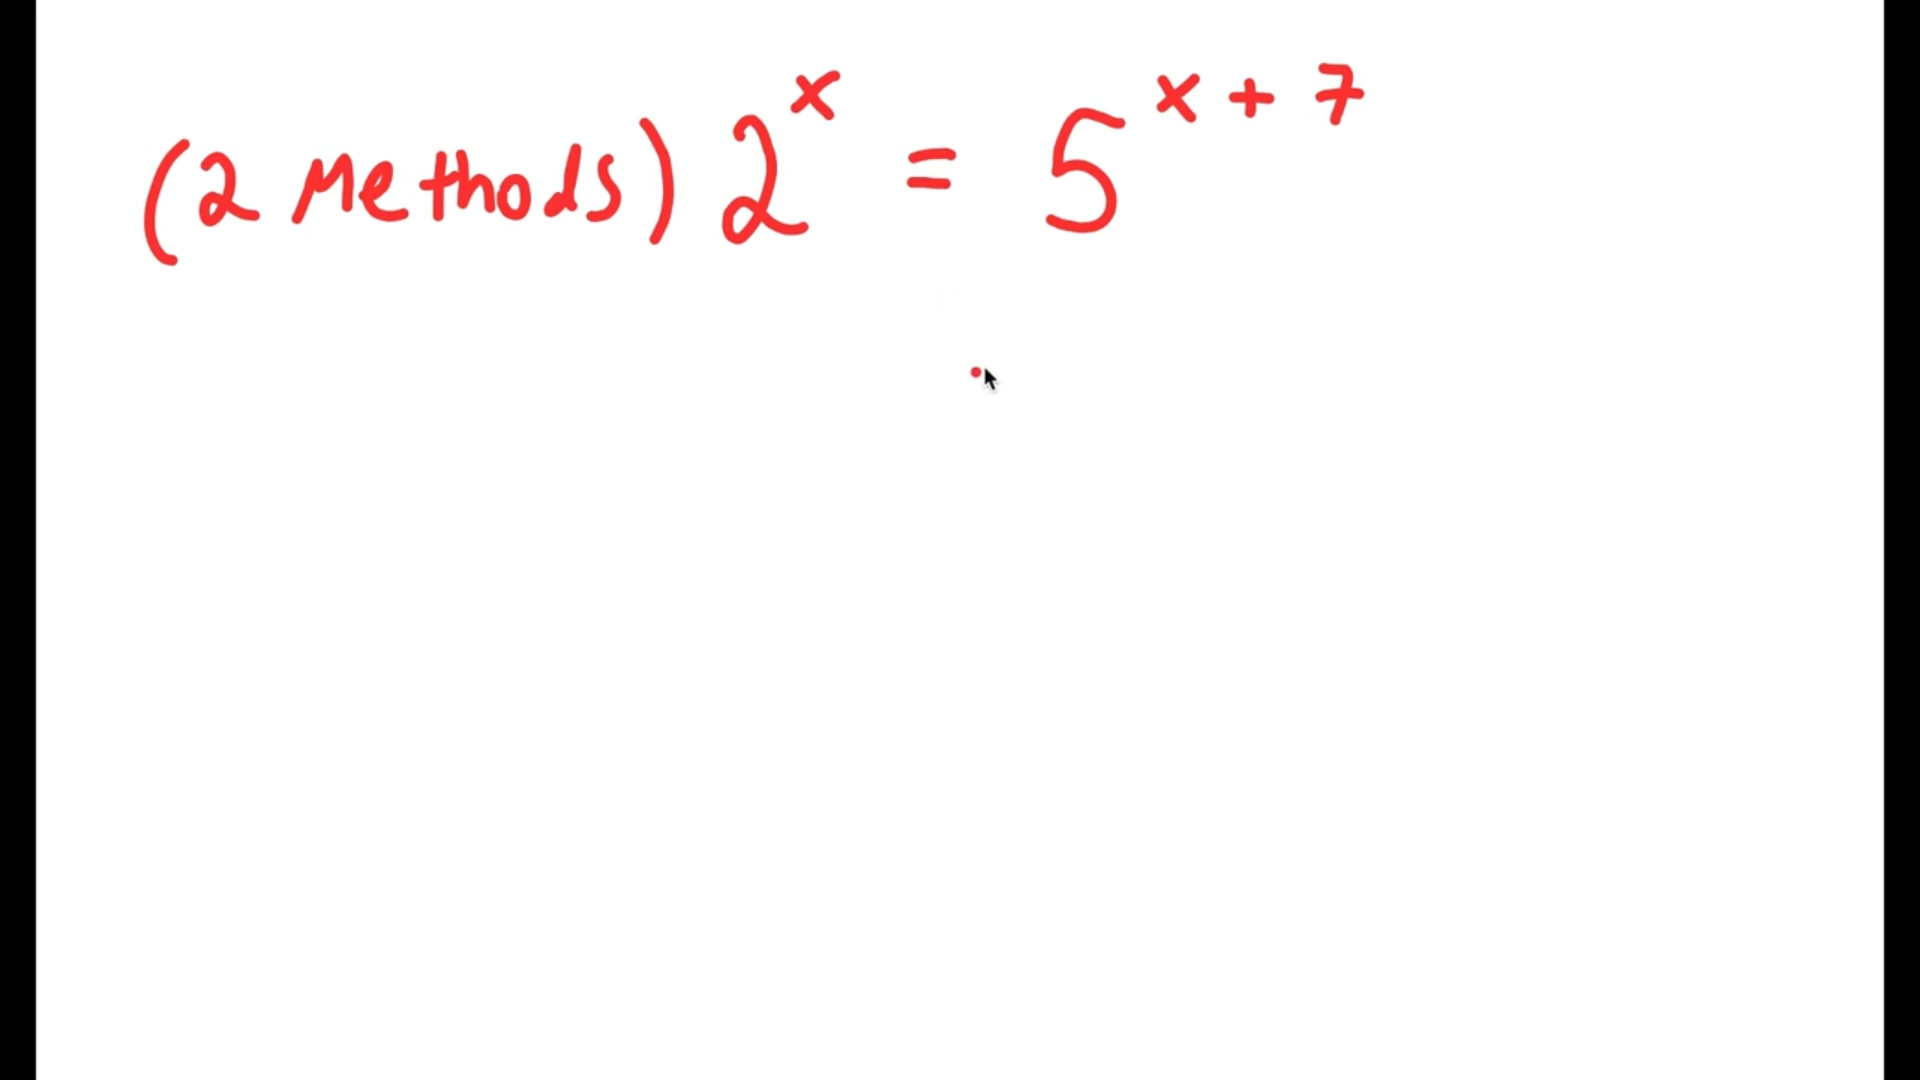 (2 Methods) 2^x = 5^{x + 7}